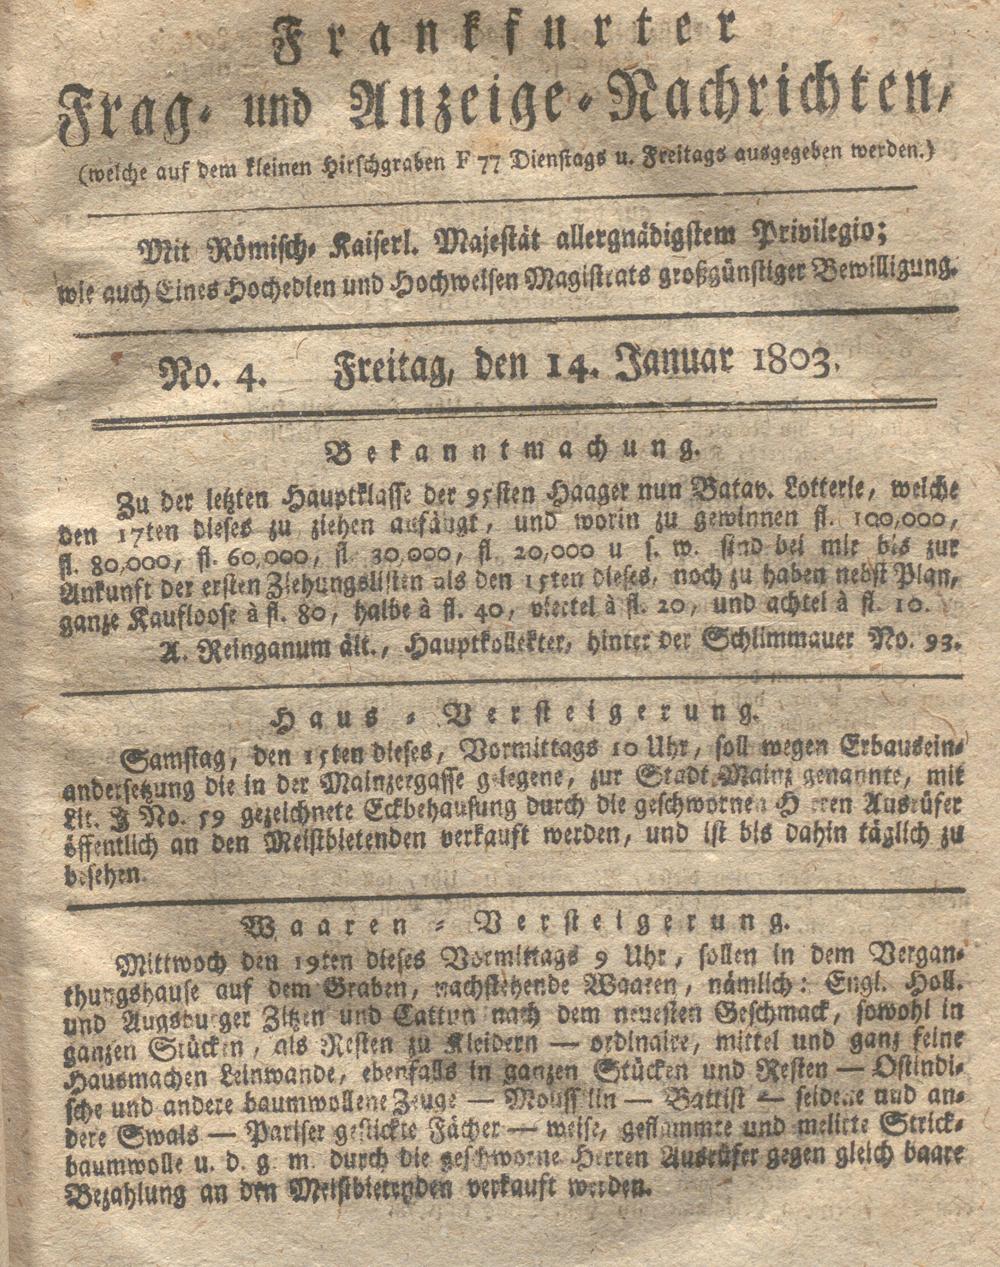 Frankfurter
Frag- und Anzeige-Nachrichten,
(welche auf dem kleinen Hirschgraben F 77 Dienstags u. Freitags ausgegeben werden.)
Mit Römisch- Kaiserl. Majestät allergnädigstem Privilegio;
wie auch Eines Hochedlen und Hochweisen Magistrats großgünstiger Bewilligung.
No. 4. Freitag, den 14. Januar 1803.
Bekanntmachung.
Zu der letzten Hauptklasse der 95sten Haager nun Batav. Lotterie, welche
den 17ten dieses zu ziehen anfängt, und worin zu gewinnen fl. 100,000,
fl. 80,000, fl. 60,000, fl. 30,000, fl. 20,000 u. s. w. sind bei mir bis zur
Ankunft der ersten Ziehungslisten als den 15ten dieses, noch zu haben nebst Plan,
ganze Kaufloose à fl. 80, halbe à fl. 40, viertel à fl. 20, und achtel à fl. 10.
A. Reinganum ält., Hauptkollekter, hinter der Schlimmauer No. 93.
Haus-Versteigerung.
Samstag, den 15ten dieses, Vormittags 10 Uhr, soll wegen Erbausein-
andersetzung die in der Mainzergasse gelegene, zur Stadt Mainz genannte, mit
Lit. J No. 59 gezeichnete Eckbehausung durch die geschwornen Herren Ausrüfer
öffentlich an den Meistbietenden verkauft werden, und ist bis dahin täglich zu
besehen.
Waaren-Versteigerung.
Mittwoch den 19ten dieses Vormittags 9 Uhr, sollen in dem Vergan-
thungshause auf dem Graben, nachstehende Waaren, nämlich: Engl. Holl.
und Augsburger Zitzen und Cattun nach dem neuesten Geschmack, sowohl in
ganzen Stücken, als Resten zu Kleidern — ordinaire, mittel und ganz feine
Hausmachen Leinwande, ebenfalls in ganzen Stücken und Resten — Ostindi-
sche und andere baumwollene Zeuge — Mousslin — Battist — seidene und an-
dere Swals — Pariser gestickte Fächer — weise, geflammte und melirte Strick-
baumwolle u. d. g. m. durch die geschworne Herren Ausrüfer gegen gleich baare
Bezahlung an den Meistbietenden verkauft werden.